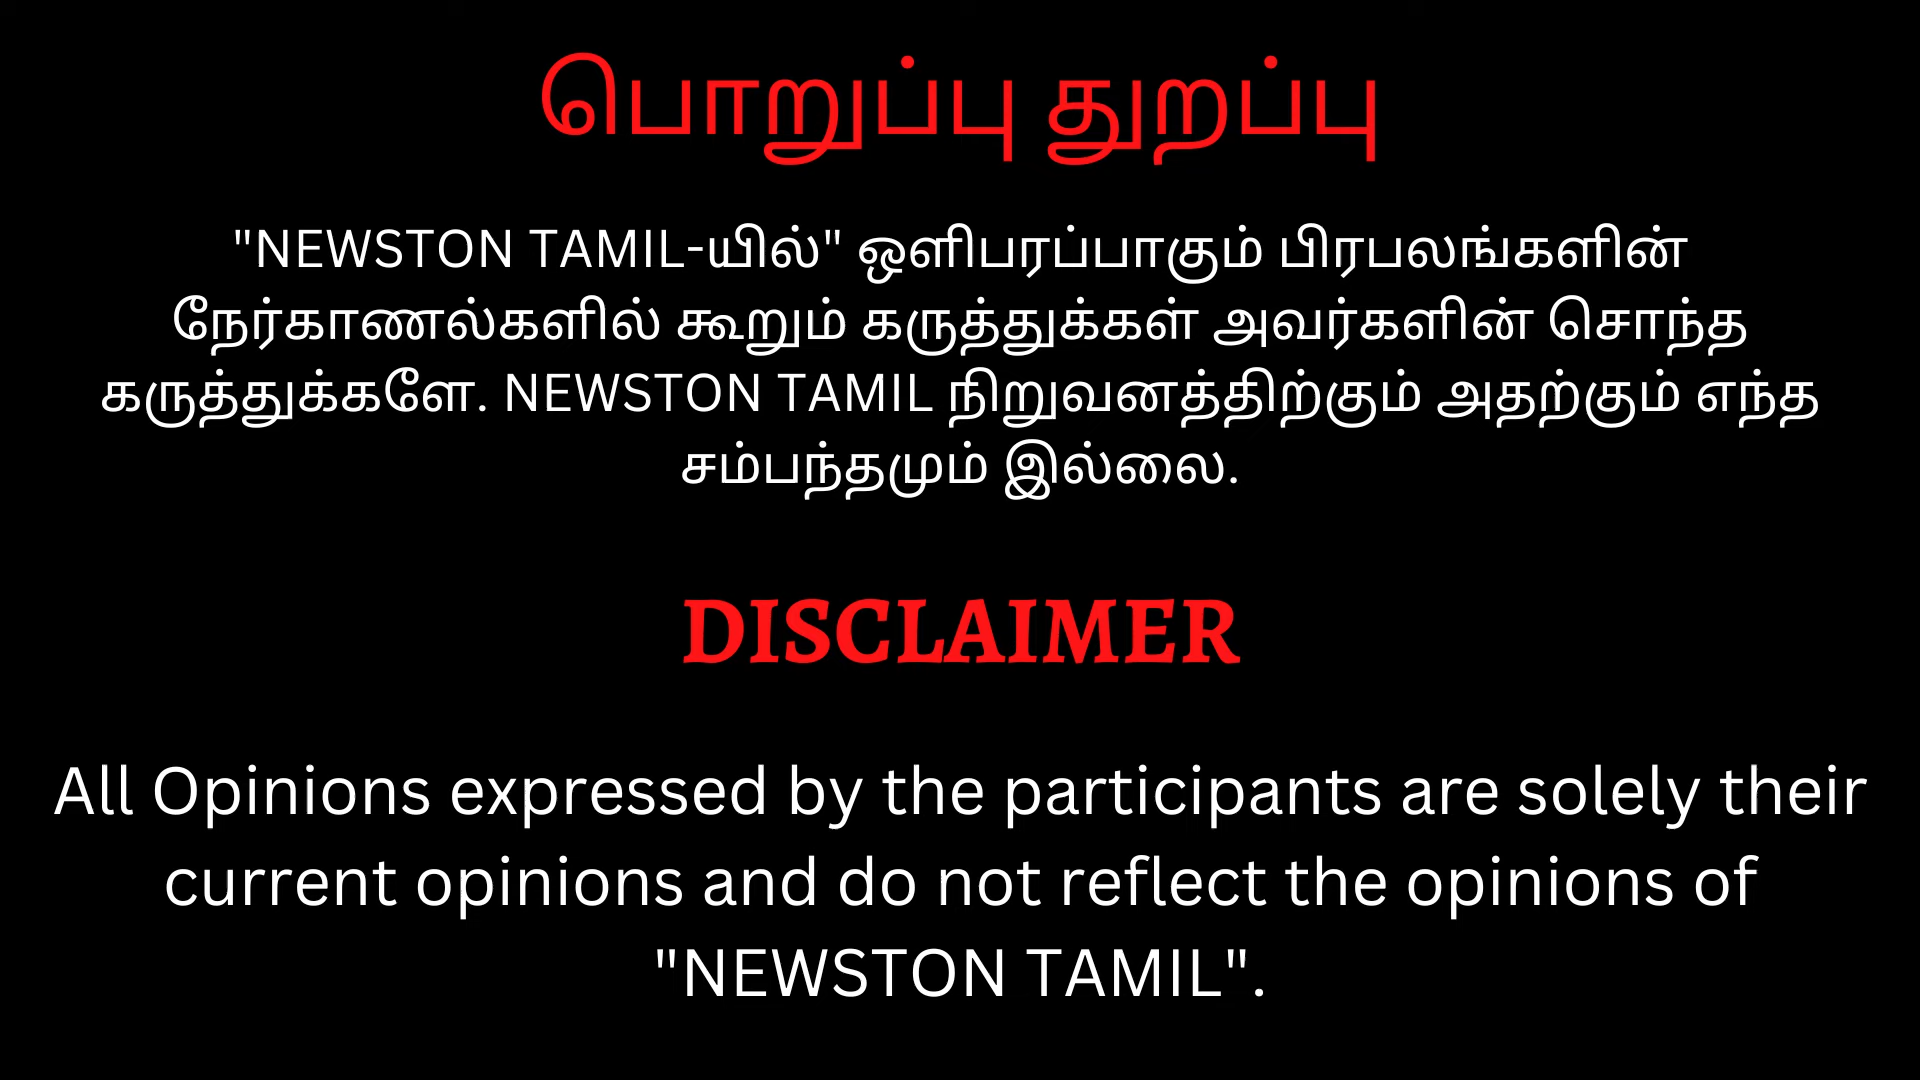 பொறுப்பு துறப்பு
"NEWSTON TAMIL-யில்" ஒளிபரப்பாகும் பிரபலங்களின்
நேர்காணல்களில் கூறும் கருத்துக்கள் அவர்களின் சொந்த
கருத்துக்களே. NEWSTON TAMIL நிறுவனத்திற்கும் அதற்கும் எந்த
சம்பந்தமும் இல்லை.
DISCLAIMER
All Opinions expressed by the participants are solely their
current opinions and do not reflect the opinions of
"NEWSTON TAMIL".